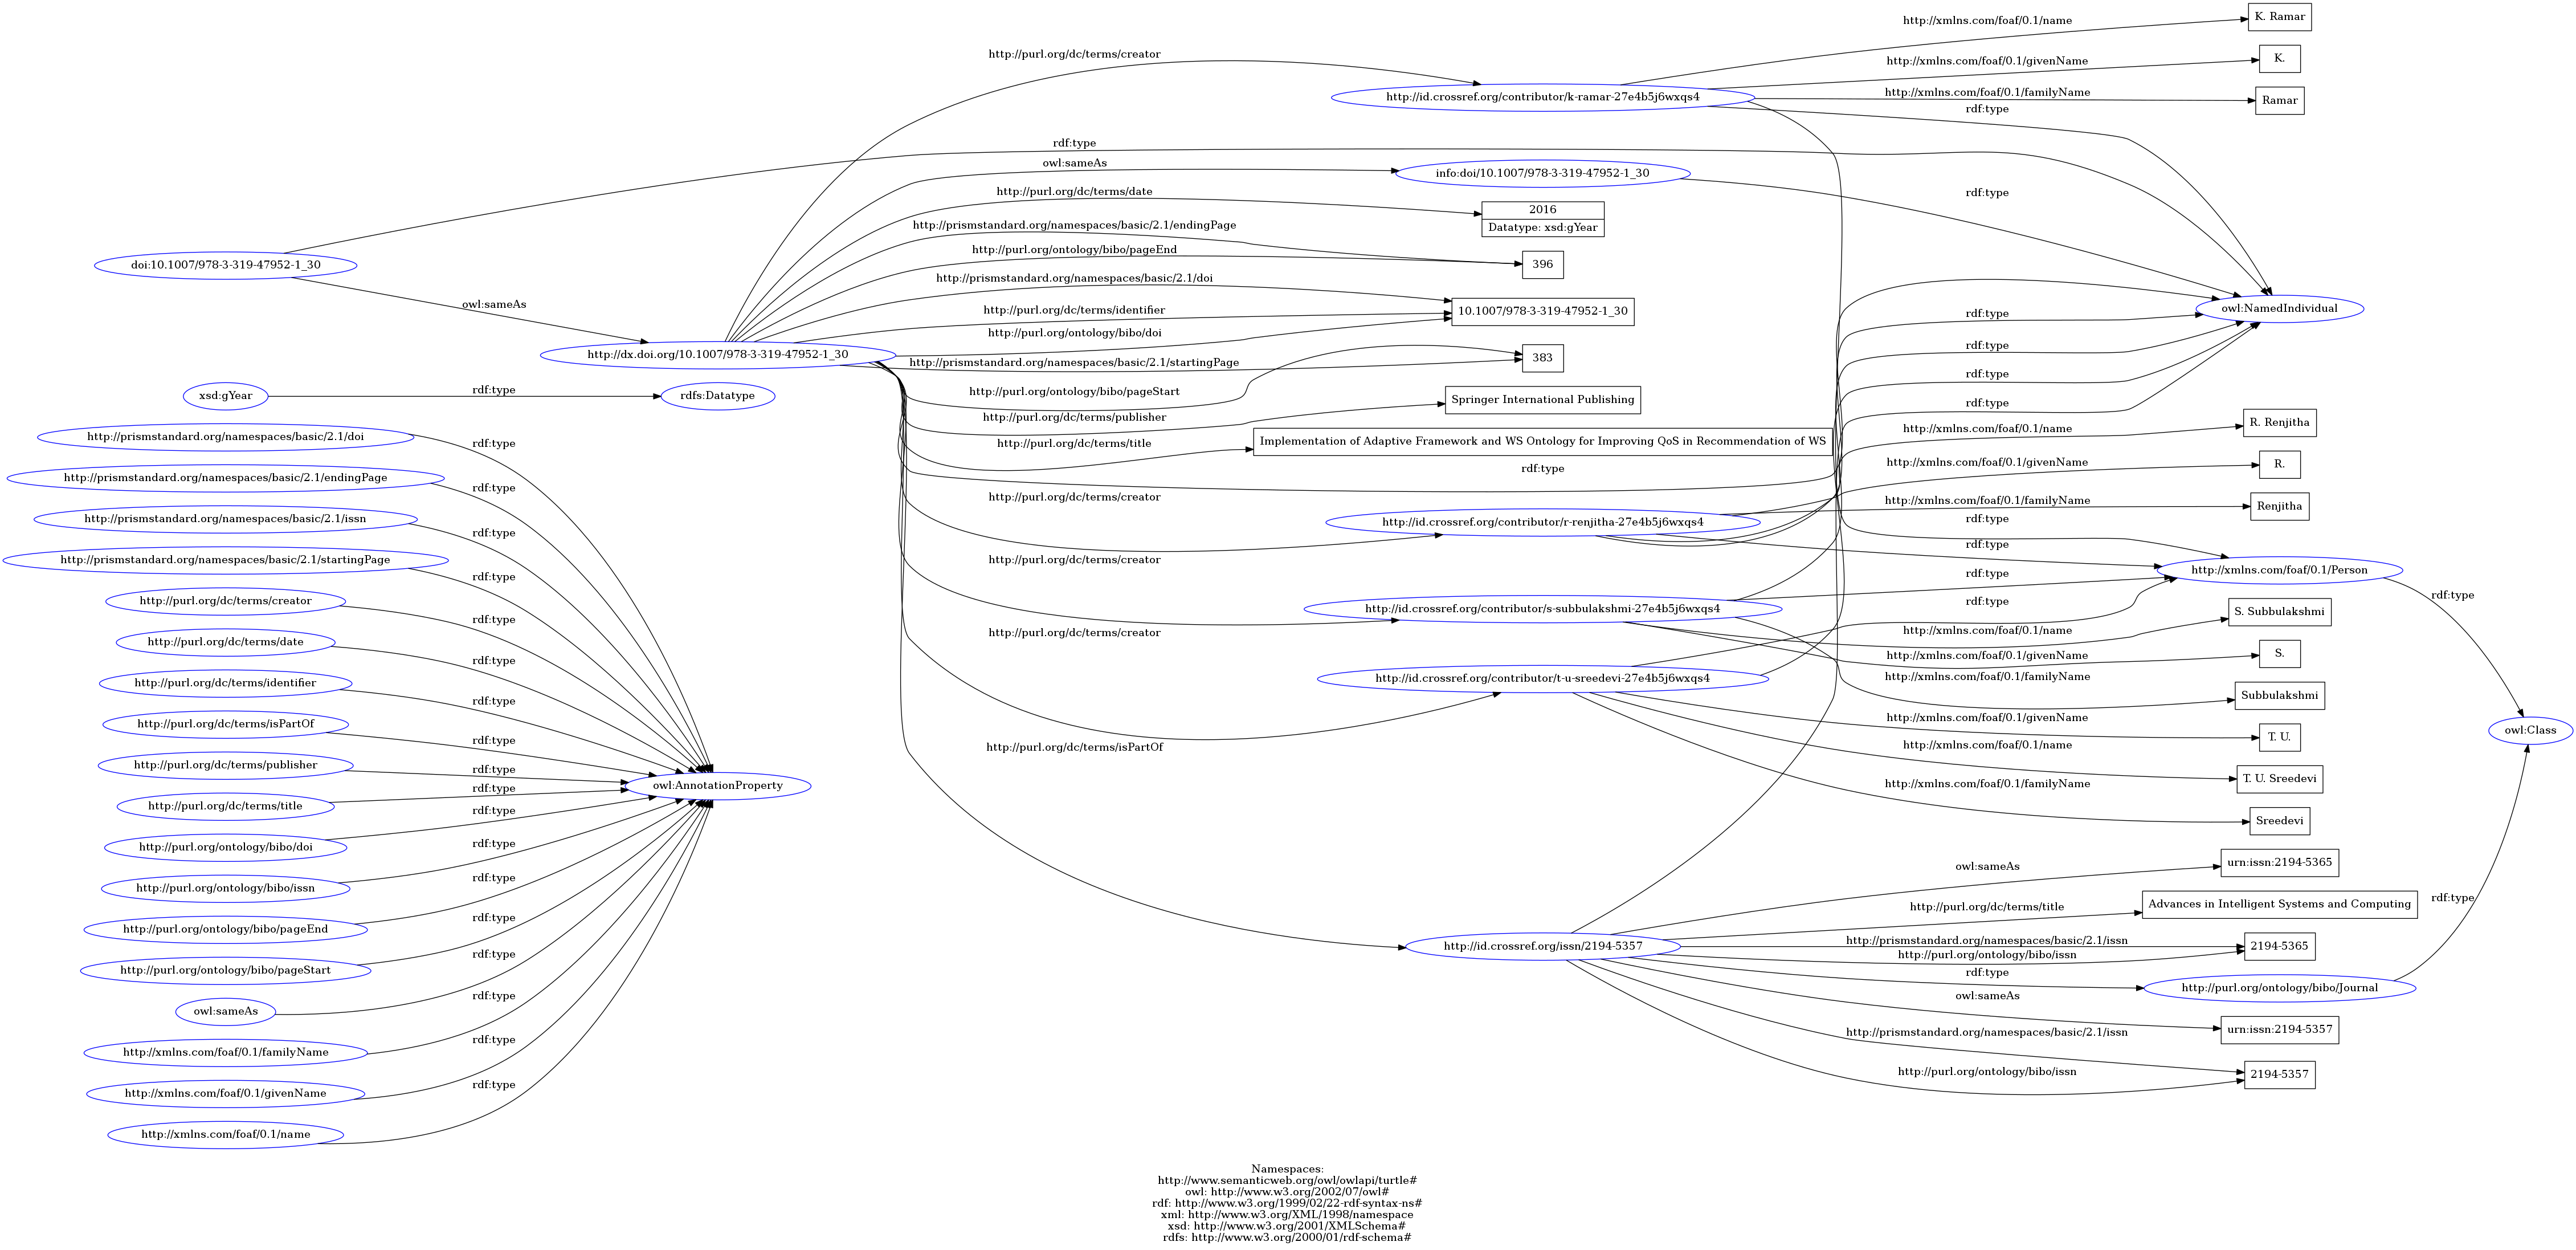 K. Ramar
http://xmlns.com/foaf/0.1/name
http://purl.org/dc/terms/creator
K.
http://xmlns.com/foaf/0.1/givenName
http://id.crossref.org/contributor/k-ramar-27e4b5j6wxqs4
http://xmlns.com/foaf/0.1/familyName
Ramar
rdf:type
rdf:type
owl:sameAs
info:doi/10.1007/978-3-319-47952-1_30
http://purl.org/dc/terms/date
rdf:type
2016
Datatype: xsd:gYear
http://prismstandard.org/namespaces/basic/2.1/endingPage
http://purl.org/ontology/bibo/pageEnd
396
doi:10.1007/978-3-319-47952-1_30
http://prismstandard.org/namespaces/basic/2.1/doi
owl:sameAs
http://purl.org/dc/terms/identifier
10.1007/978-3-319-47952-1_30
rdf:type
owl:NamedIndividual
http://purl.org/ontology/bibo/doi
rdf:type
http://dx.doi.org/10.1007/978-3-319-47952-1_30
http://prismstandard.org/namespaces/basic/2.1/startingPage
383
rdf:type
xsd:gYear
rdf:type
rdfs:Datatype
http://purl.org/ontology/bibo/pageStart
Springer International Publishing
rdf:type
http://purl.org/dc/terms/publisher
R. Renjitha
http://xmlns.com/foaf/0.1/name
http://prismstandard.org/namespaces/basic/2.1/doi
rdf:type
http://purl.org/dc/terms/title
Implementation of Adaptive Framework and WS Ontology for Improving QoS in Recommendation of WS
http://xmlns.com/foaf/0.1/givenName
R.
rdf:type
http://prismstandard.org/namespaces/basic/2.1/endingPage
rdf:type
http://purl.org/dc/terms/creator
http://xmlns.com/foaf/0.1/familyName
Renjitha
http://prismstandard.org/namespaces/basic/2.1/issn
rdf:type
http://id.crossref.org/contributor/r-renjitha-27e4b5j6wxqs4
rdf:type
rdf:type
http://prismstandard.org/namespaces/basic/2.1/startingPage
http://purl.org/dc/terms/creator
rdf:type
rdf:type
http://xmlns.com/foaf/0.1/Person
http://purl.org/dc/terms/creator
rdf:type
rdf:type
http://id.crossref.org/contributor/s-subbulakshmi-27e4b5j6wxqs4
S. Subbulakshmi
rdf:type
http://purl.org/dc/terms/creator
http://xmlns.com/foaf/0.1/name
http://purl.org/dc/terms/date
http://xmlns.com/foaf/0.1/givenName
S.
rdf:type
http://id.crossref.org/contributor/t-u-sreedevi-27e4b5j6wxqs4
http://xmlns.com/foaf/0.1/familyName
http://purl.org/dc/terms/identifier
Subbulakshmi
rdf:type
http://xmlns.com/foaf/0.1/givenName
http://purl.org/dc/terms/isPartOf
T. U.
owl:Class
rdf:type
http://purl.org/dc/terms/isPartOf
http://xmlns.com/foaf/0.1/name
http://purl.org/dc/terms/publisher
rdf:type
T. U. Sreedevi
owl:AnnotationProperty
http://xmlns.com/foaf/0.1/familyName
rdf:type
http://purl.org/dc/terms/title
rdf:type
Sreedevi
http://purl.org/ontology/bibo/doi
rdf:type
urn:issn:2194-5365
owl:sameAs
http://purl.org/ontology/bibo/issn
rdf:type
rdf:type
http://purl.org/dc/terms/title
Advances in Intelligent Systems and Computing
http://purl.org/ontology/bibo/pageEnd
rdf:type
http://prismstandard.org/namespaces/basic/2.1/issn
http://id.crossref.org/issn/2194-5357
2194-5365
rdf:type
http://purl.org/ontology/bibo/issn
http://purl.org/ontology/bibo/pageStart
rdf:type
http://purl.org/ontology/bibo/Journal
rdf:type
owl:sameAs
owl:sameAs
urn:issn:2194-5357
http://prismstandard.org/namespaces/basic/2.1/issn
rdf:type
http://xmlns.com/foaf/0.1/familyName
http://purl.org/ontology/bibo/issn
2194-5357
rdf:type
http://xmlns.com/foaf/0.1/givenName
http://xmlns.com/foaf/0.1/name
Namespaces:
http://www.semanticweb.org/owl/owlapi/turtle#
owl: http://www.w3.org/2002/07/owl#
rdf: http://www.w3.org/1999/02/22-rdf-syntax-ns#
xml: http://www.w3.org/XML/1998/namespace
xsd: http://www.w3.org/2001/XMLSchema#
rdfs: http://www.w3.org/2000/01/rdf-schema#